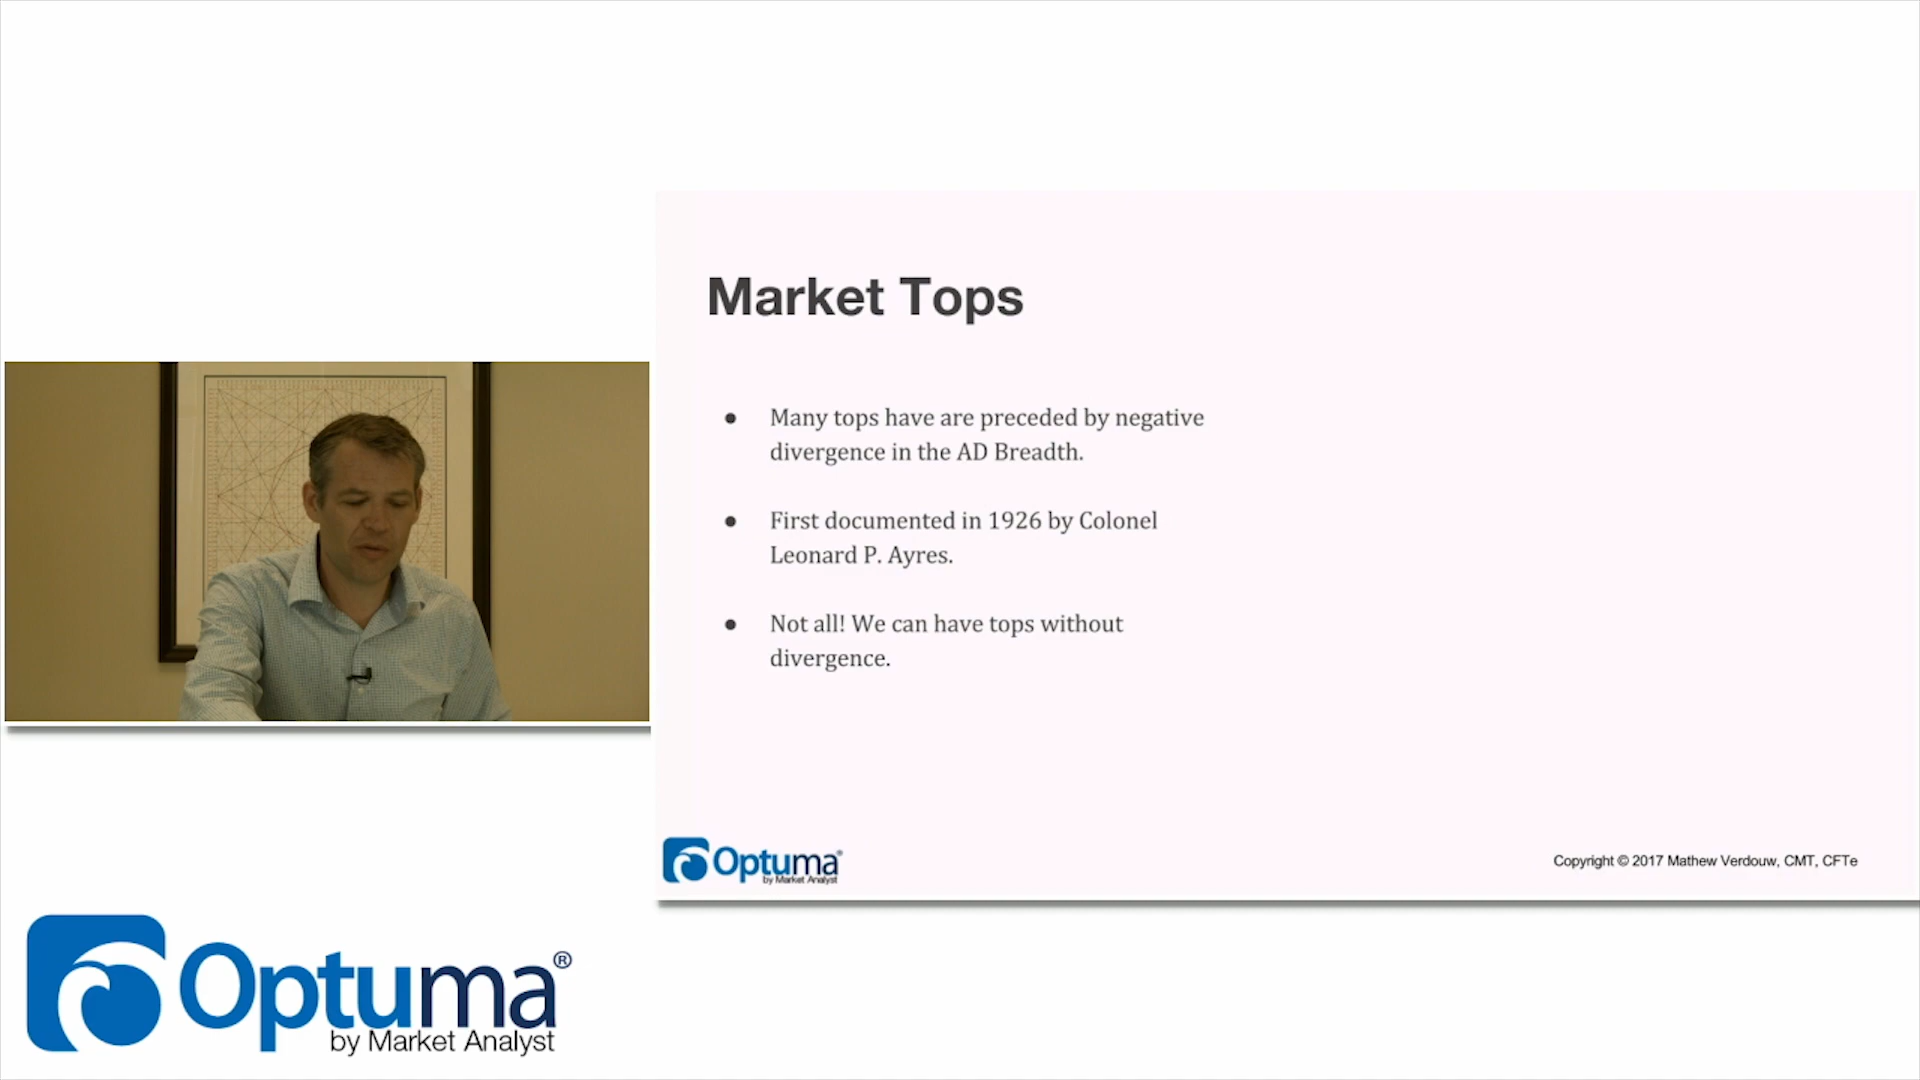 Market Tops
● Many tops have are preceded by negative
divergence in the AD Breadth.
● First documented in 1926 by Colonel
Leonard P. Ayres.
● Not all! We can have tops without
divergence.
Optuma®
by Market Analyst
Copyright © 2017 Mathew Verdouw, CMT, CFTe
Optuma®
by Market Analyst